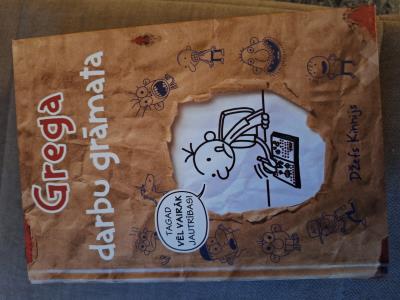 Grega
darbu grāmata
TAGAD
VĒL VAIRĀK
JAUTRĪBAS!
Džefs Kinnijs